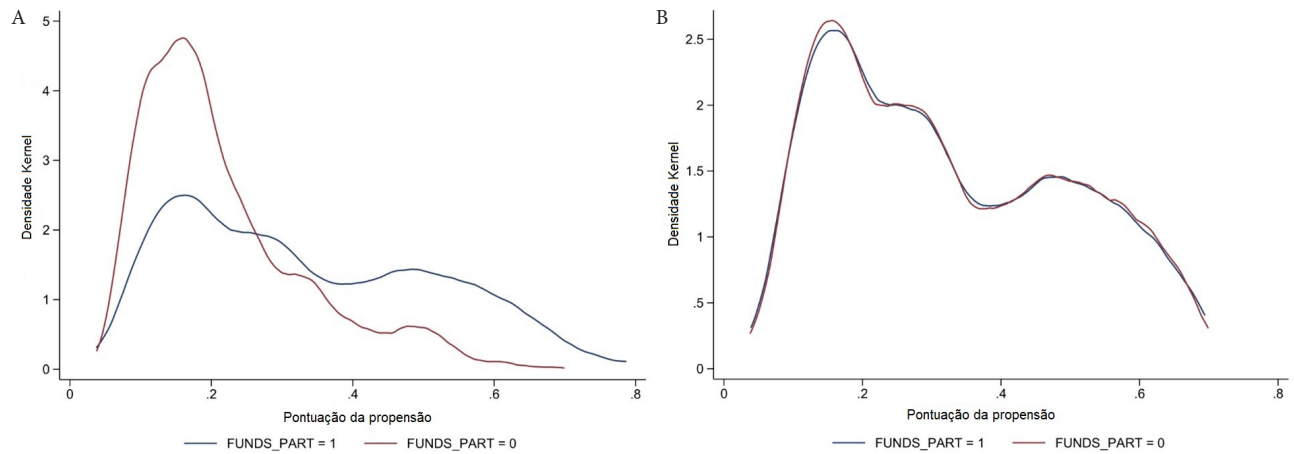 A
5
4
3
2
1
0
Densidade Kernel
0
.2
.4
.6
.8
Pontuação da propensão
FUNDS_PART = 1
FUNDS_PART = 0
B
2.5
2
1.5
1
.5
0
Densidade Kernel
0
.2
.4
.6
.8
Pontuação da propensão
FUNDS_PART = 1
FUNDS_PART = 0